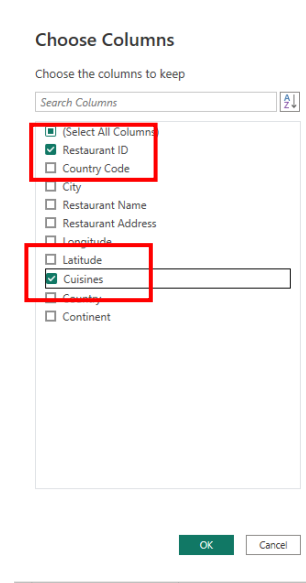 Choose Columns
Choose the columns to keep
Search Columns
(Select All Columns)
Restaurant ID
Country Code
City
Restaurant Name
Restaurant Address
Longitude
Latitude
Cuisines
Country
Continent
OK Cancel